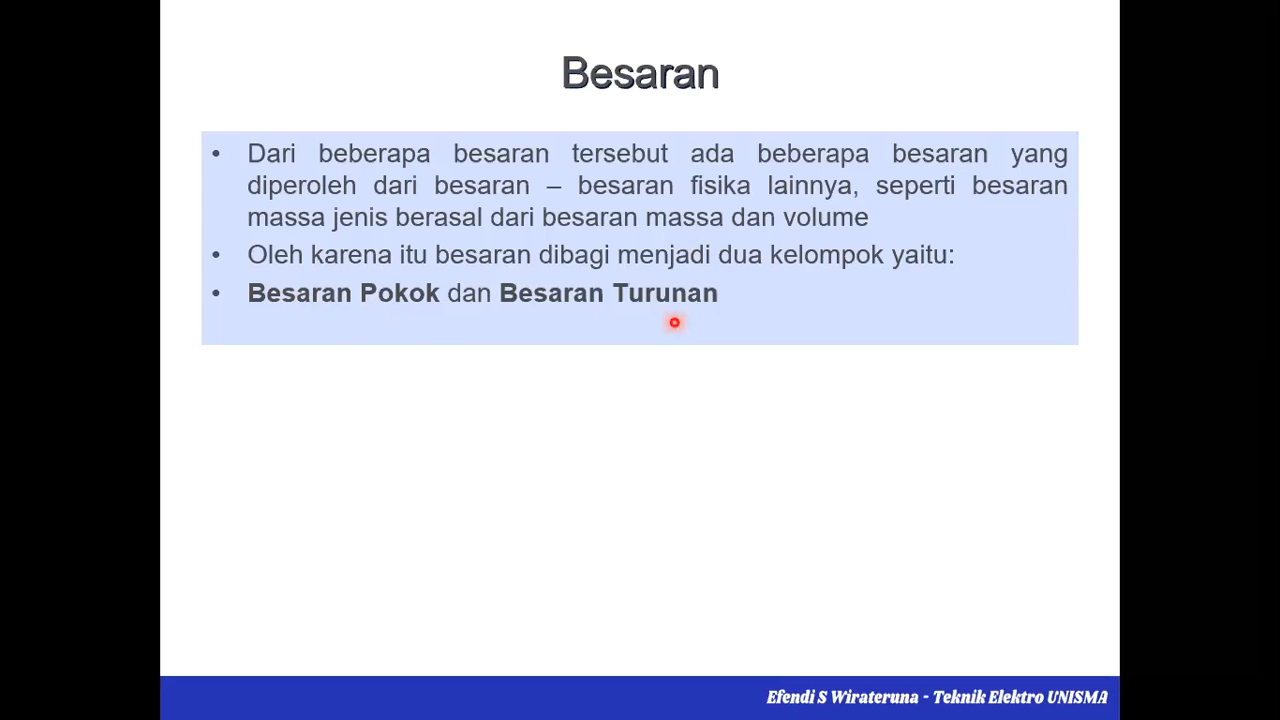 Besaran
• Dari beberapa besaran tersebut ada beberapa besaran yang
diperoleh dari besaran – besaran fisika lainnya, seperti besaran
massa jenis berasal dari besaran massa dan volume
• Oleh karena itu besaran dibagi menjadi dua kelompok yaitu:
• Besaran Pokok dan Besaran Turunan
Efendi S Wirateruna - Teknik Elektro UNISMA